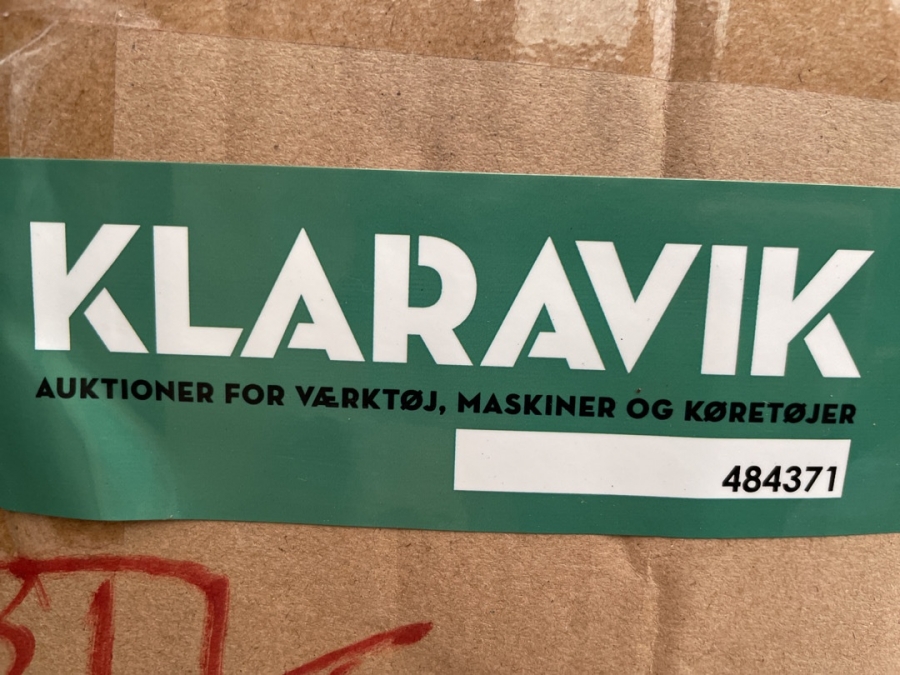 KLARAVIK
AUKTIONER FOR VÆRKTØJ, MASKINER OG KØRETØJER
484371